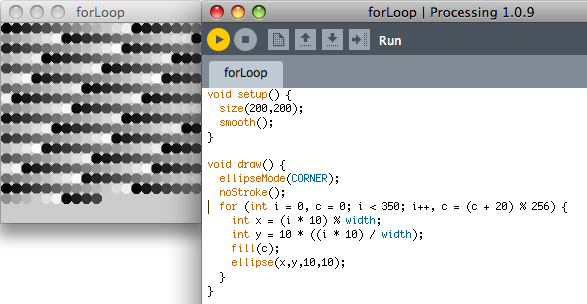 forLoop
forLoop | Processing 1.0.9
Run
forLoop
void setup() {
  size(200,200);
  smooth();
}

void draw() {
  ellipseMode(CORNER);
  noStroke();
  for (int i = 0, c = 0; i < 350; i++, c = (c + 20) % 256) {
    int x = (i * 10) % width;
    int y = 10 * ((i * 10) / width);
    fill(c);
    ellipse(x,y,10,10);
  }
}